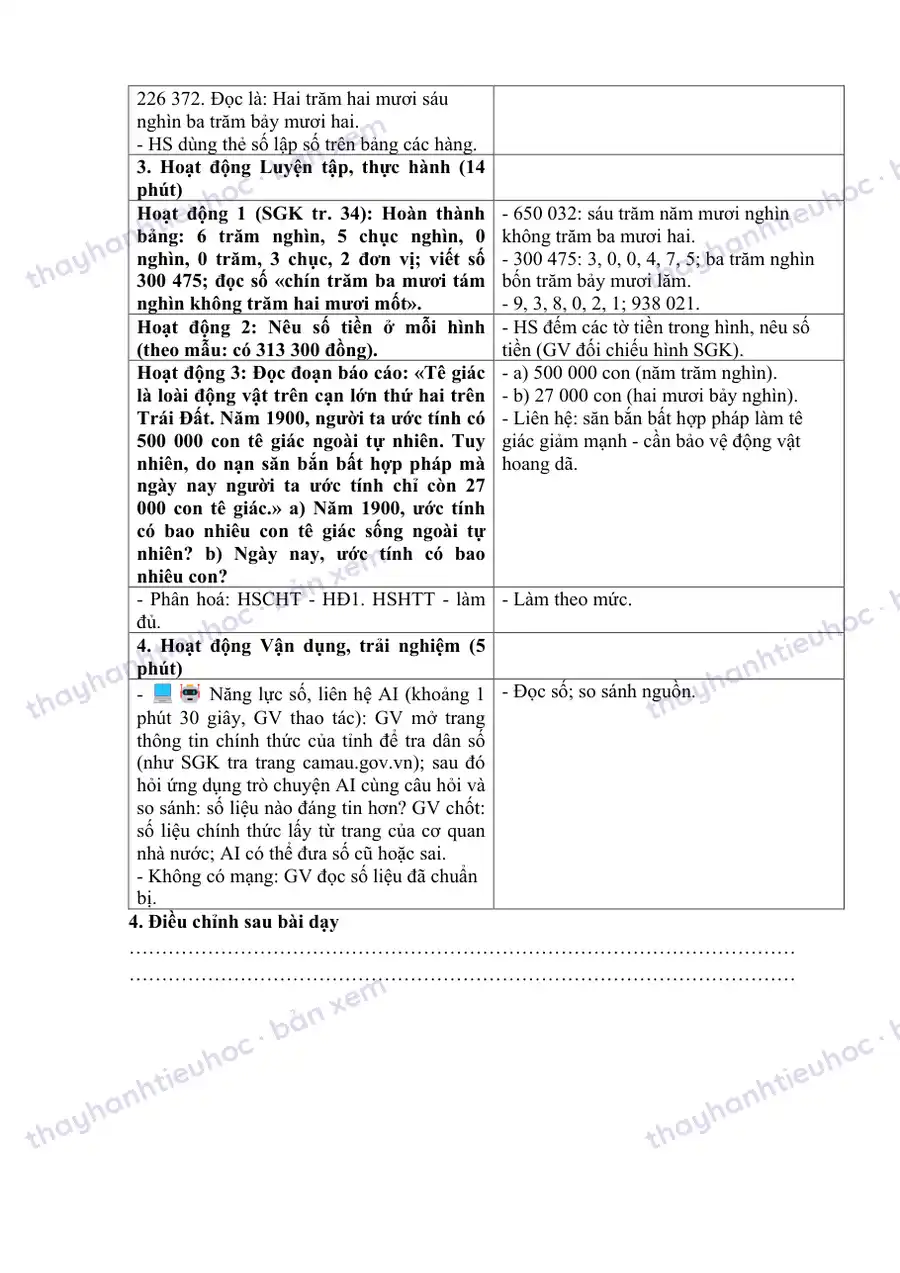 226 372. Đọc là: Hai trăm hai mươi sáu
nghìn ba trăm bảy mươi hai.
- HS dùng thẻ số lập số trên bảng các hàng.
3. Hoạt động Luyện tập, thực hành (14
phút)
Hoạt động 1 (SGK tr. 34): Hoàn thành
bảng: 6 trăm nghìn, 5 chục nghìn, 0
nghìn, 0 trăm, 3 chục, 2 đơn vị; viết số
300 475; đọc số «chín trăm ba mươi tám
nghìn không trăm hai mươi mốt».
- 650 032: sáu trăm năm mươi nghìn
không trăm ba mươi hai.
- 300 475: 3, 0, 0, 4, 7, 5; ba trăm nghìn
bốn trăm bảy mươi lăm.
- 9, 3, 8, 0, 2, 1; 938 021.
Hoạt động 2: Nêu số tiền ở mỗi hình
(theo mẫu: có 313 300 đồng).
- HS đếm các tờ tiền trong hình, nêu số
tiền (GV đối chiếu hình SGK).
Hoạt động 3: Đọc đoạn báo cáo: «Tê giác
là loài động vật trên cạn lớn thứ hai trên
Trái Đất. Năm 1900, người ta ước tính có
500 000 con tê giác ngoài tự nhiên. Tuy
nhiên, do nạn săn bắn bất hợp pháp mà
ngày nay người ta ước tính chỉ còn 27
000 con tê giác.» a) Năm 1900, ước tính
có bao nhiêu con tê giác sống ngoài tự
nhiên? b) Ngày nay, ước tính có bao
nhiêu con?
- a) 500 000 con (năm trăm nghìn).
- b) 27 000 con (hai mươi bảy nghìn).
- Liên hệ: săn bắn bất hợp pháp làm tê
giác giảm mạnh - cần bảo vệ động vật
hoang dã.
- Phân hoá: HSCHT - HĐ1. HSHTT - làm
đủ.
- Làm theo mức.
4. Hoạt động Vận dụng, trải nghiệm (5
phút)
- Năng lực số, liên hệ AI (khoảng 1
phút 30 giây, GV thao tác): GV mở trang
thông tin chính thức của tỉnh để tra dân số
(như SGK tra trang camau.gov.vn); sau đó
hỏi ứng dụng trò chuyện AI cùng câu hỏi và
so sánh: số liệu nào đáng tin hơn? GV chốt:
số liệu chính thức lấy từ trang của cơ quan
nhà nước; AI có thể đưa số cũ hoặc sai.
- Không có mạng: GV đọc số liệu đã chuẩn
bị.
- Đọc số; so sánh nguồn.
4. Điều chỉnh sau bài dạy
thayhanhtieuhoc · bản xem
thayhanhtieuhoc · b
thayhanhtieuhoc · bản xem
thayhanhtieuhoc · b
thayhanhtieuhoc · bản xem
thayhanhtieuhoc · b